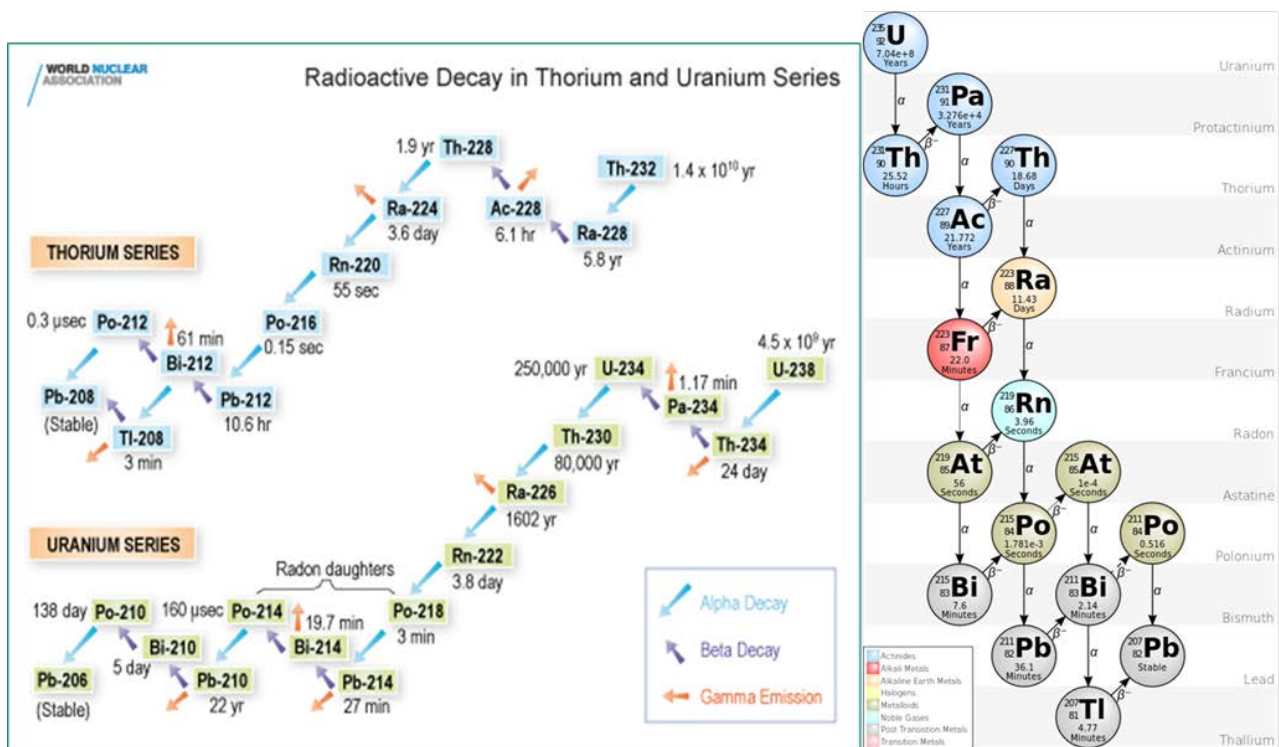 WORLD NUCLEAR
ASSOCIATION
Radioactive Decay in Thorium and Uranium Series
1.9 yr
Th-228
Th-232
1.4 x 10¹⁰ yr
Ra-224
3.6 day
Ac-228
6.1 hr
Ra-228
5.8 yr
THORIUM SERIES
Rn-220
55 sec
0.3 µsec
Po-212
61 min
Po-216
0.15 sec
Bi-212
Pb-208
(Stable)
Pb-212
10.6 hr
Tl-208
3 min
4.5 x 10⁹ yr
250,000 yr
U-234
1.17 min
U-238
Pa-234
Th-230
80,000 yr
Th-234
24 day
Ra-226
1602 yr
URANIUM SERIES
Rn-222
3.8 day
Radon daughters
138 day
Po-210
160 µsec
Po-214
19.7 min
Po-218
3 min
Bi-210
5 day
Bi-214
Pb-206
(Stable)
Pb-210
22 yr
Pb-214
27 min
Alpha Decay
Beta Decay
Gamma Emission
235
92
U
7.04e+8
Years
Uranium
α
231
91
Pa
3.276e+4
Years
Protactinium
β⁻
231
90
Th
25.52
Hours
α
227
90
Th
18.68
Days
Thorium
β⁻
227
89
Ac
21.772
Years
α
Actinium
α
223
88
Ra
11.43
Days
Radium
β⁻
223
87
Fr
22.0
Minutes
α
Francium
α
219
86
Rn
3.96
Seconds
Radon
β⁻
219
85
At
56
Seconds
α
215
85
At
1e-4
Seconds
Astatine
β⁻
α
215
84
Po
1.781e-3
Seconds
α
211
84
Po
0.516
Seconds
Polonium
β⁻
β⁻
215
83
Bi
7.6
Minutes
α
211
83
Bi
2.14
Minutes
α
Bismuth
β⁻
211
82
Pb
36.1
Minutes
α
207
82
Pb
Stable
Lead
β⁻
207
81
Tl
4.77
Minutes
Thallium
Actinides
Alkali Metals
Alkaline Earth Metals
Halogens
Metalloids
Noble Gases
Post Transition Metals
Transition Metals